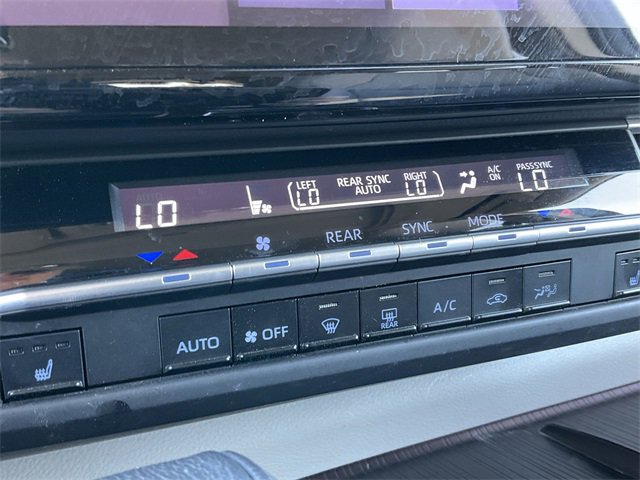 LEFT REAR SYNC RIGHT A/C PASS SYNC
LO LO AUTO LO ON LO
REAR SYNC MODE
AUTO OFF REAR A/C